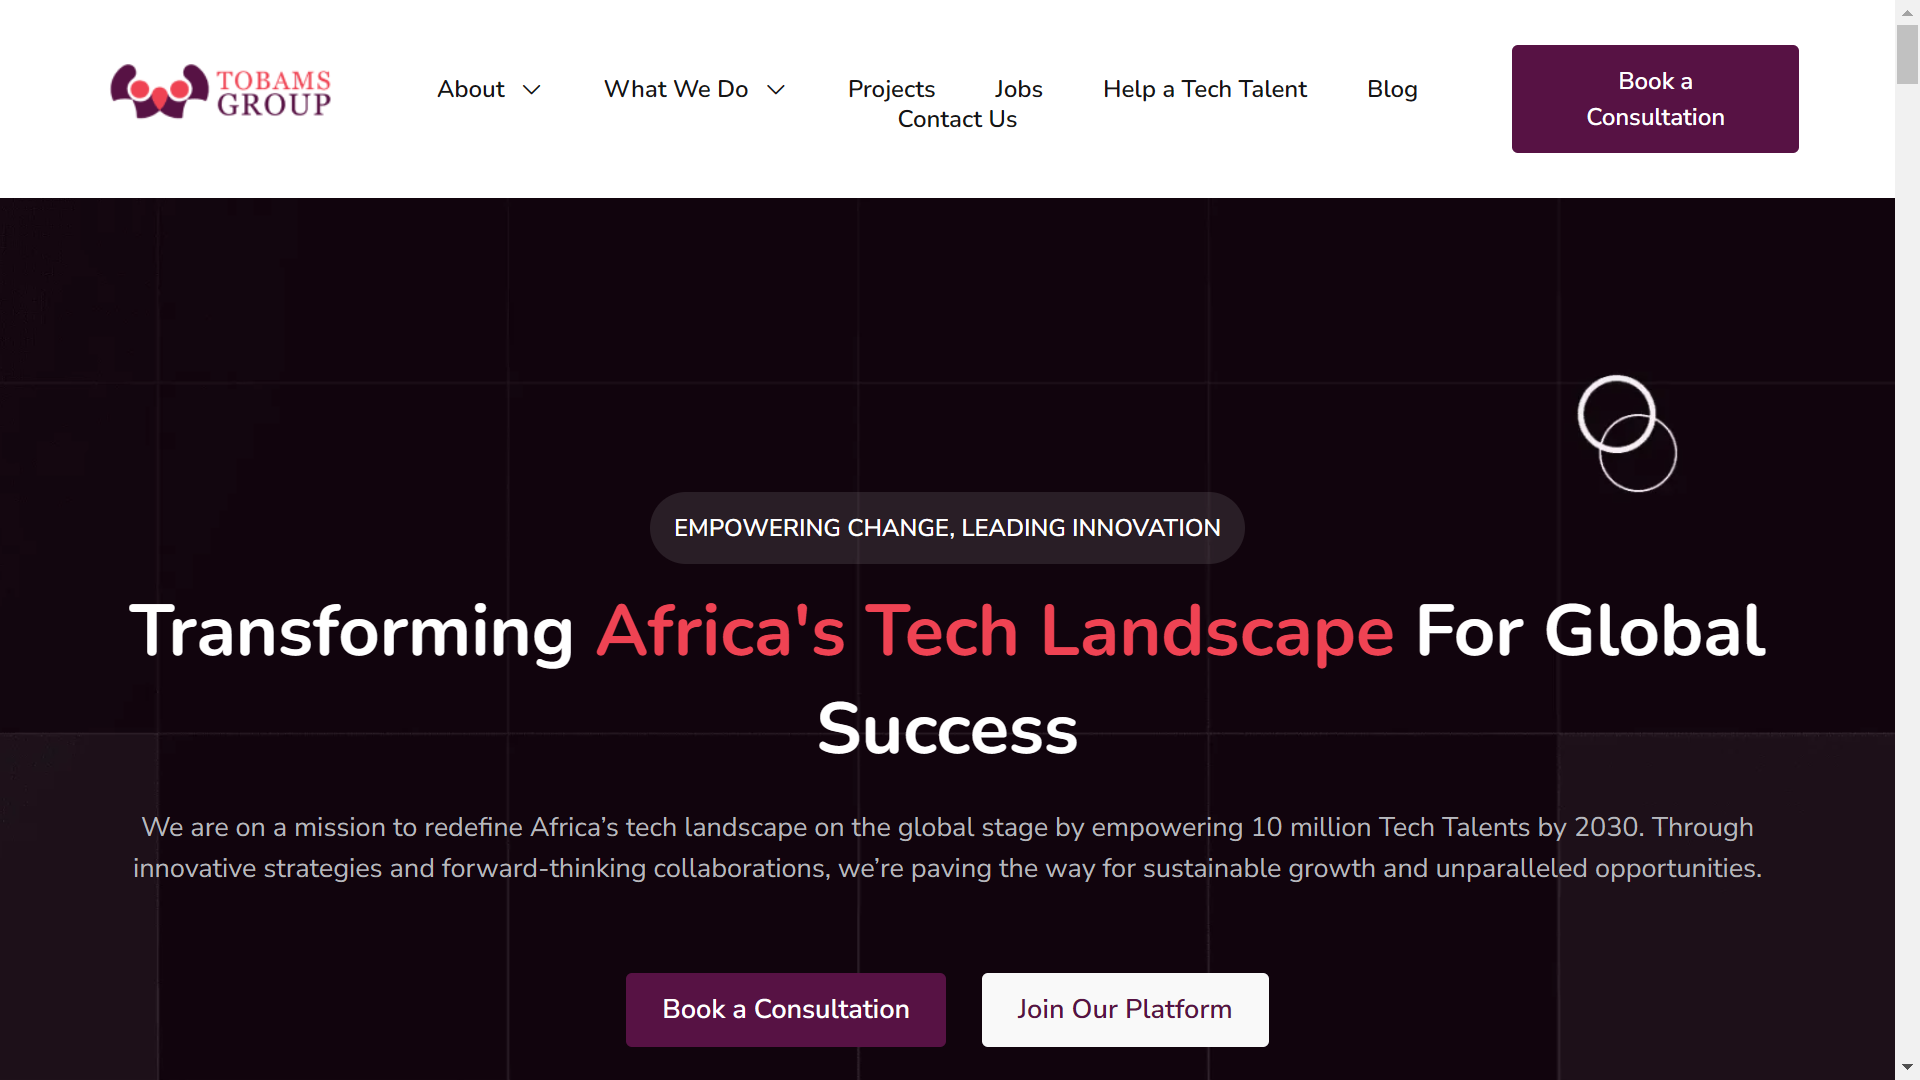 TOBAMS
GROUP
About
What We Do
Projects
Jobs
Help a Tech Talent
Blog
Contact Us
Book a
Consultation
EMPOWERING CHANGE, LEADING INNOVATION
Transforming Africa's Tech Landscape For Global
Success
We are on a mission to redefine Africa’s tech landscape on the global stage by empowering 10 million Tech Talents by 2030. Through
innovative strategies and forward-thinking collaborations, we’re paving the way for sustainable growth and unparalleled opportunities.
Book a Consultation
Join Our Platform